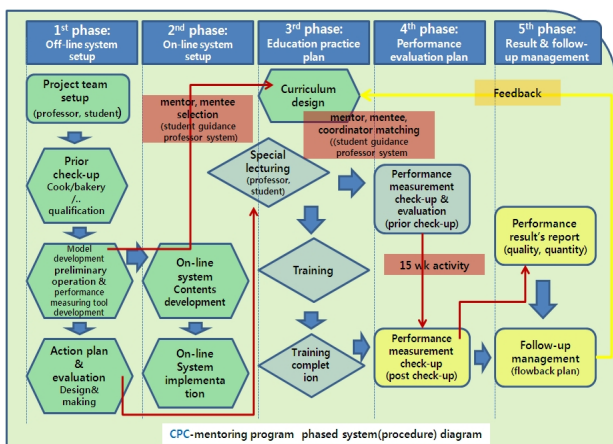 1st phase:
Off-line system
setup
2nd phase:
On-line system
setup
3rd phase:
Education practice
plan
4th phase:
Performance
evaluation plan
5th phase:
Result & follow-
up management
Project team
setup
(professor, student)
Prior
check-up
Cook/bakery
/..
qualification
Model
development
preliminary
operation &
performance
measuring tool
development
Action plan
&
evaluation
Design&
making
mentor, mentee
selection
(student guidance
professor system)
On-line
system
Contents
development
On-line
System
implementa
tion
Curriculum
design
mentor, mentee,
coordinator matching
((student guidance
professor system
Special
lecturing
(professor,
student)
Training
Training
complet
ion
Performance
measurement
check-up &
evaluation
(prior check-up)
15 wk activity
Performance
measurement
check-up
(post check-up)
Feedback
Performance
result's report
(quality, quantity)
Follow-up
management
(flowback plan)
CPC-mentoring program phased system(procedure) diagram